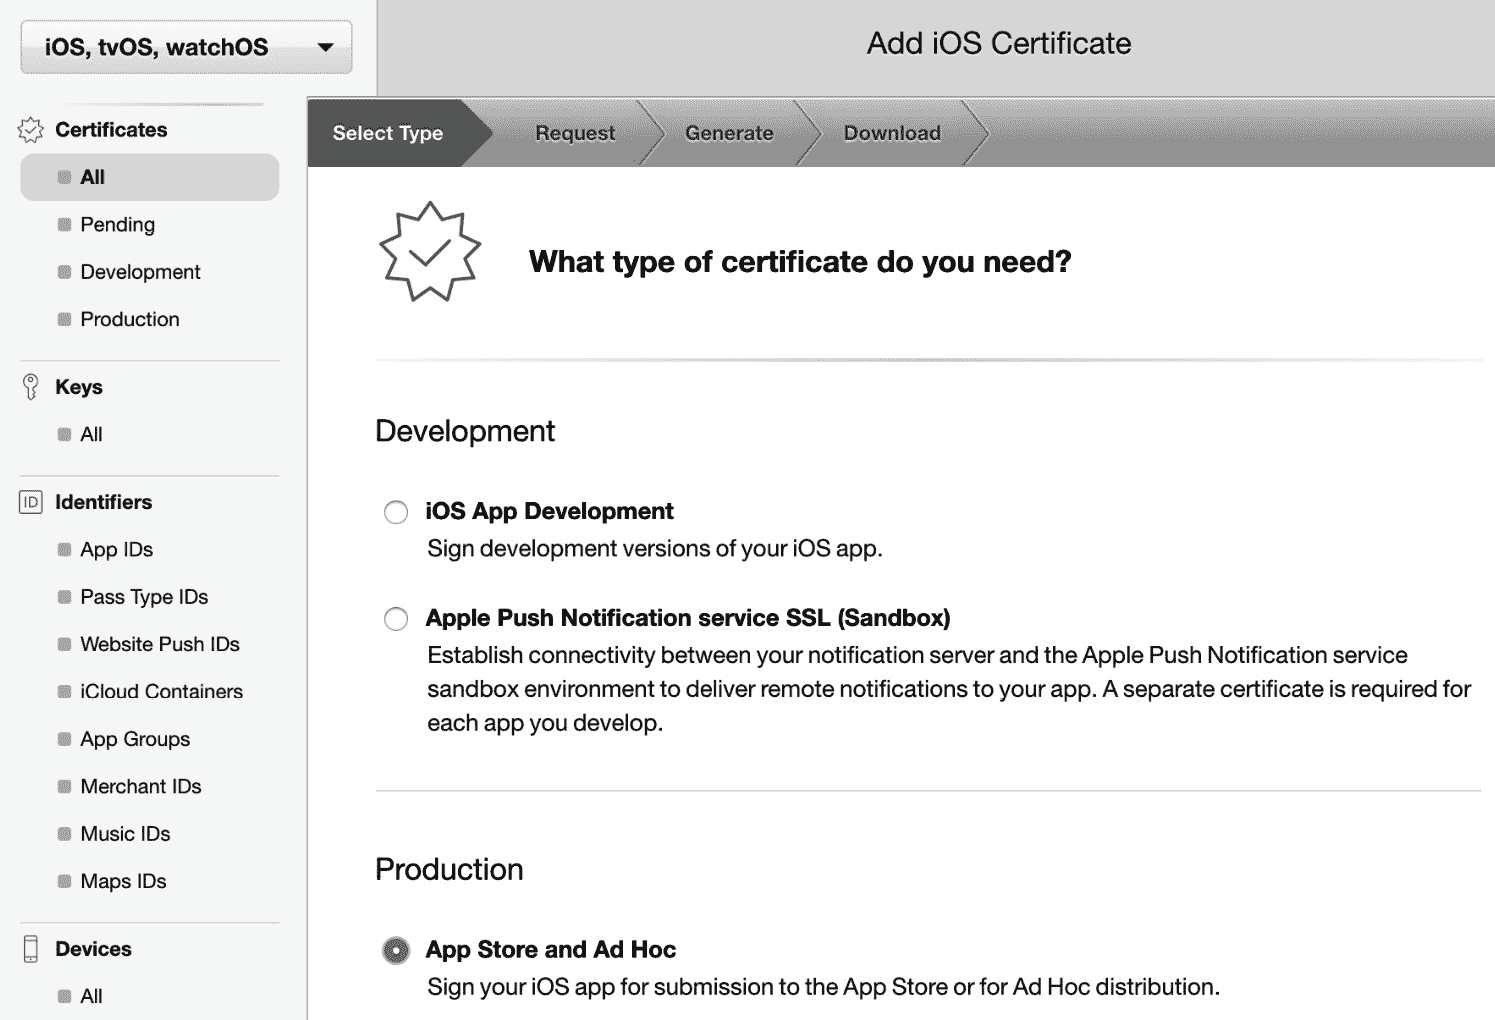 iOS, tvOS, watchOS
Add iOS Certificate
Certificates
All
Pending
Development
Production
Keys
All
ID Identifiers
App IDs
Pass Type IDs
Website Push IDs
iCloud Containers
App Groups
Merchant IDs
Music IDs
Maps IDs
Devices
All
Select Type
Request
Generate
Download
What type of certificate do you need?
Development
iOS App Development
Sign development versions of your iOS app.
Apple Push Notification service SSL (Sandbox)
Establish connectivity between your notification server and the Apple Push Notification service
sandbox environment to deliver remote notifications to your app. A separate certificate is required for
each app you develop.
Production
App Store and Ad Hoc
Sign your iOS app for submission to the App Store or for Ad Hoc distribution.